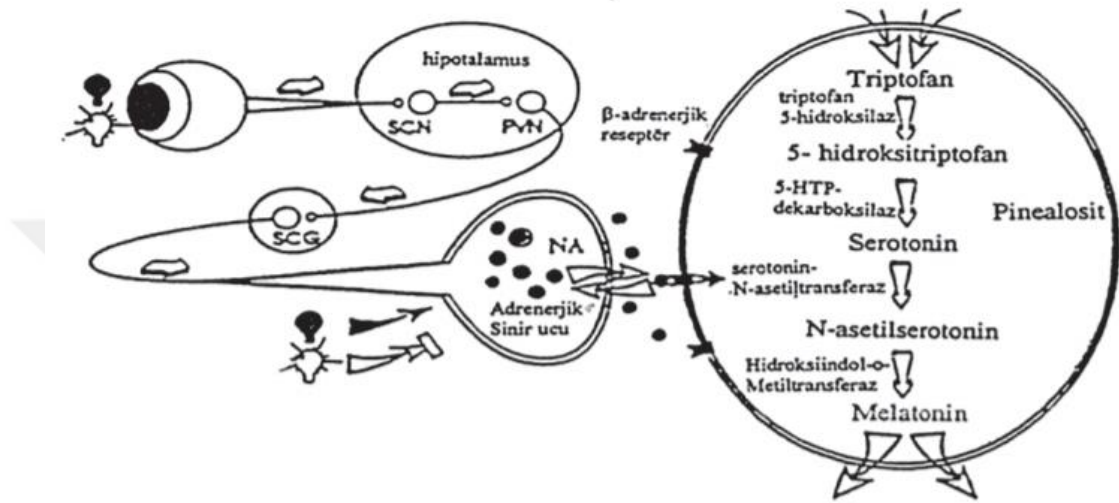 hipotalamus
SCN
PVN
SCG
NA
Adrenerjik
Sinir ucu
β-adrenerjik
reseptör
Triptofan
triptofan
5-hidroksilaz
5- hidroksitriptofan
5-HTP-
dekarboksilaz
Pinealosit
Serotonin
serotonin-
N-asetiltransferaz
N-asetilserotonin
Hidroksiindol-o-
Metiltransferaz
Melatonin